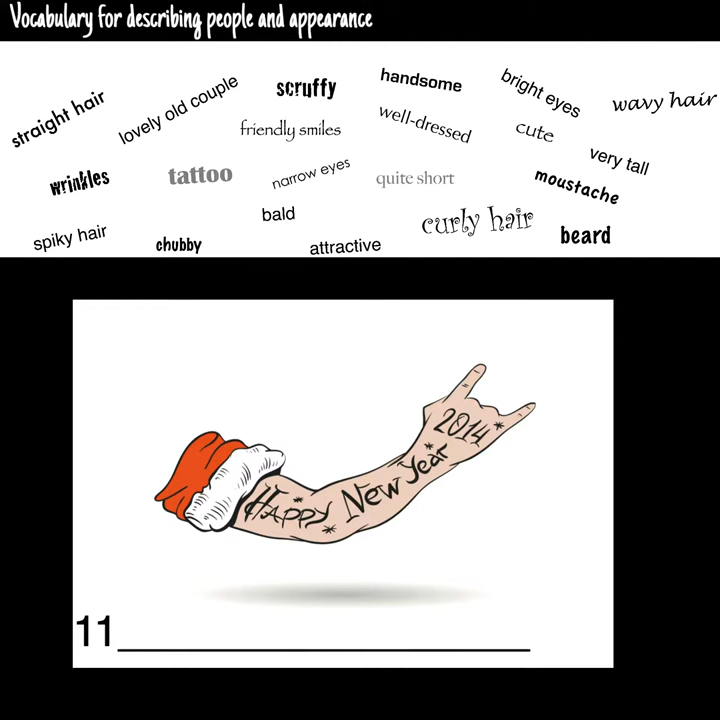 Vocabulary for describing people and appearance
straight hair
lovely old couple
scruffy
handsome
bright eyes
wavy hair
friendly smiles
well-dressed
cute
very tall
wrinkles
tattoo
narrow eyes
quite short
moustache
spiky hair
chubby
bald
attractive
curly hair
beard
2014
Happy New Year
11